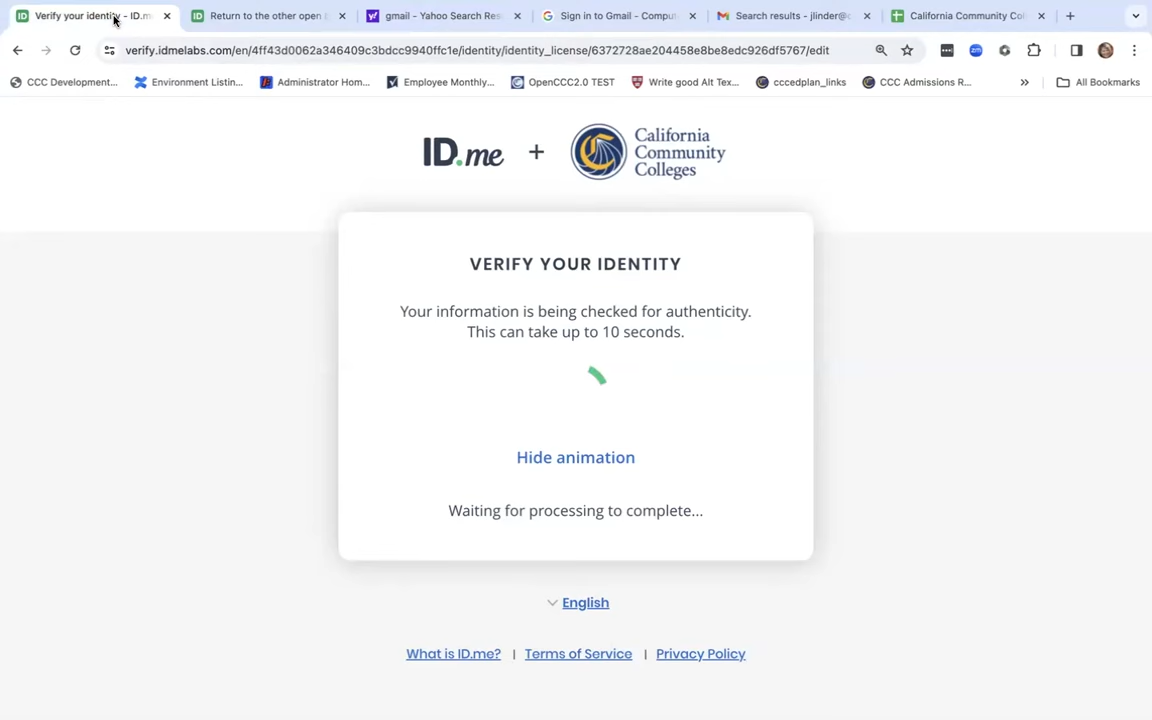 Verify your identity - ID.m
Return to the other open
gmail - Yahoo Search Res
Sign in to Gmail - Comput
Search results - jlinder@
California Community Col
verify.idmelabs.com/en/4ff43d0062a346409c3bdcc9940ffc1e/identity/identity_license/6372728ae204458e8be8edc926df5767/edit
CCC Development...
Environment Listin...
Administrator Hom...
Employee Monthly...
OpenCCC2.0 TEST
Write good Alt Tex...
cccedplan_links
CCC Admissions R...
All Bookmarks
ID.me + California
Community
Colleges
VERIFY YOUR IDENTITY
Your information is being checked for authenticity.
This can take up to 10 seconds.
Hide animation
Waiting for processing to complete...
English
What is ID.me? | Terms of Service | Privacy Policy